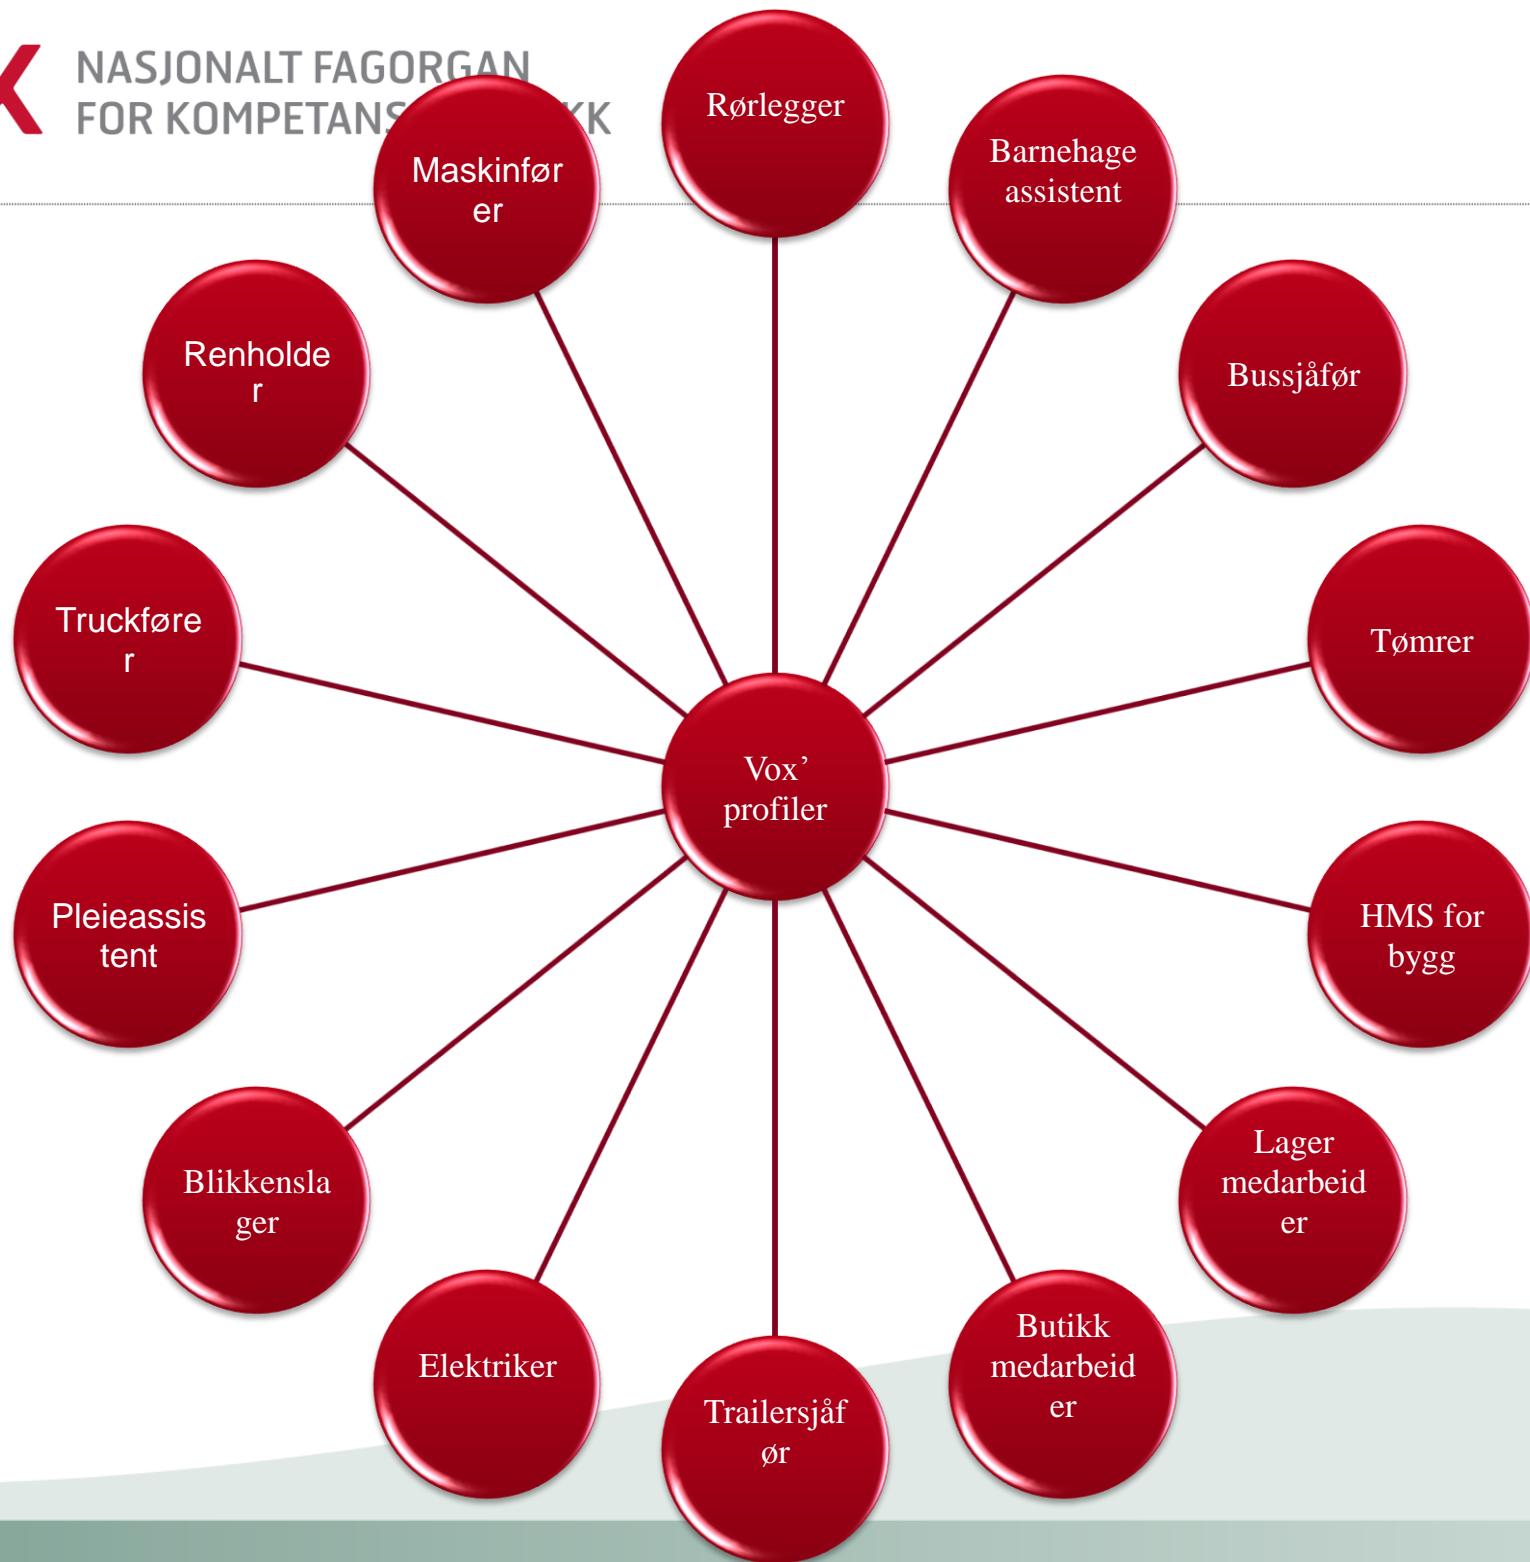 NASJONALT FAGORGAN
FOR KOMPETANS KK
Rørlegger
Barnehage
assistent
Bussjåfør
Tømrer
HMS for
bygg
Lager
medarbeid
er
Butikk
medarbeid
er
Trailersjåf
ør
Elektriker
Blikkensla
ger
Pleieassis
tent
Truckføre
r
Renholde
r
Maskinfør
er
Vox’
profiler